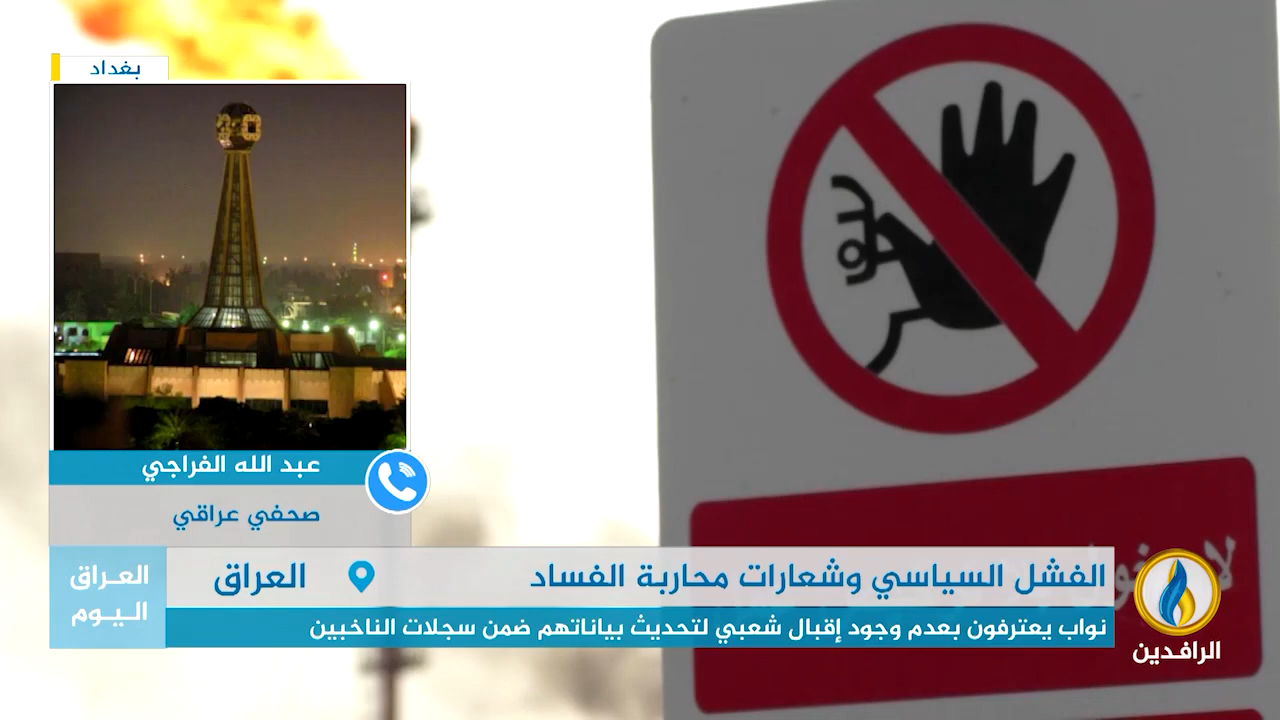 بغداد
عبد الله الفراجي
صحفي عراقي
العراق اليوم
العراق
الفشل السياسي وشعارات محاربة الفساد
نواب يعترفون بعدم وجود إقبال شعبي لتحديث بياناتهم ضمن سجلات الناخبين
الرافدين